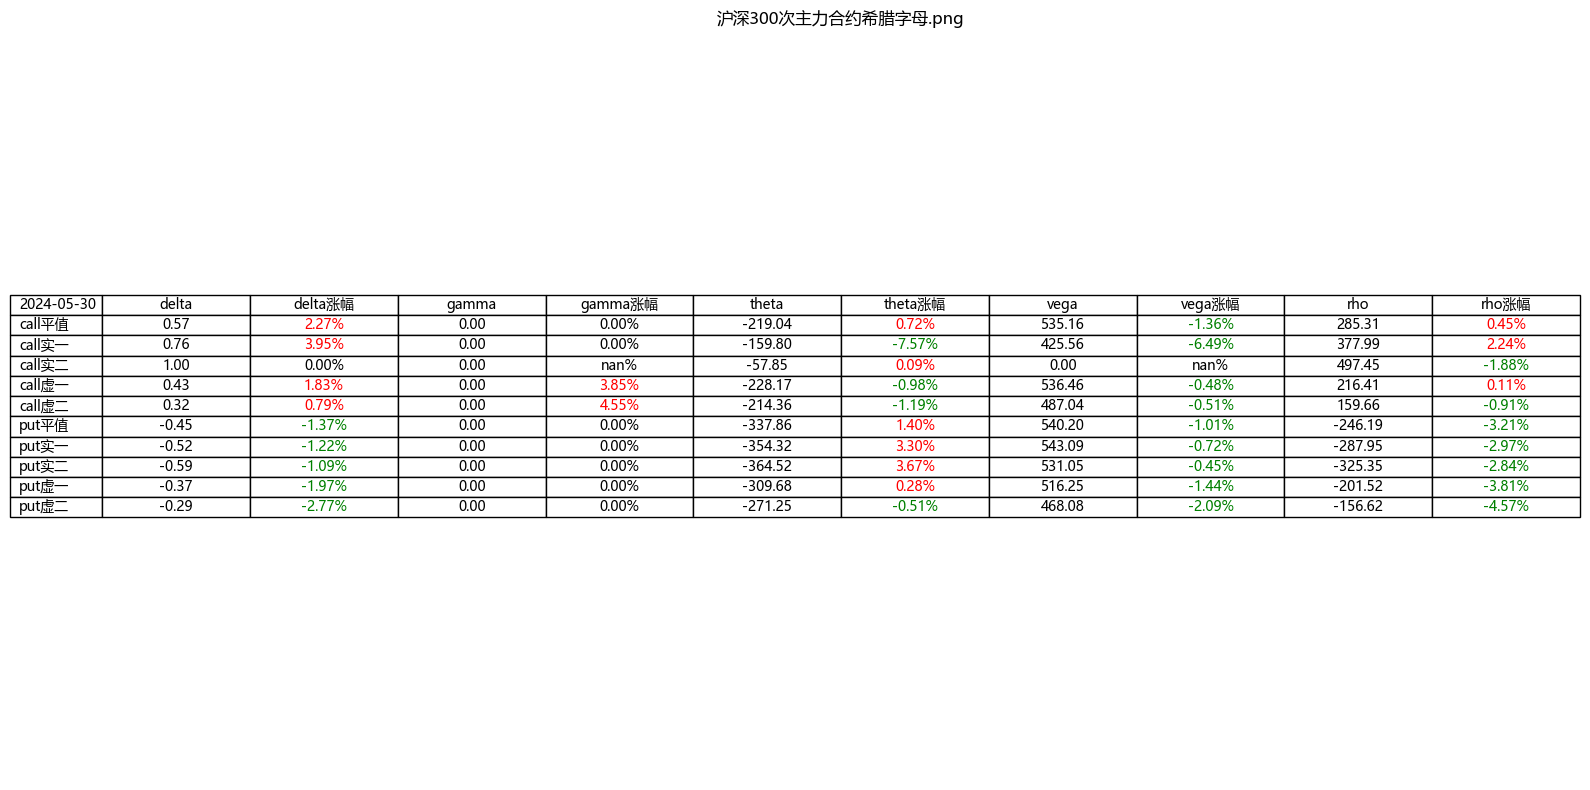 沪深300次主力合约希腊字母.png
2024-05-30 delta delta涨幅 gamma gamma涨幅 theta theta涨幅 vega vega涨幅 rho rho涨幅
call平值 0.57 2.27% 0.00 0.00% -219.04 0.72% 535.16 -1.36% 285.31 0.45%
call实一 0.76 3.95% 0.00 0.00% -159.80 -7.57% 425.56 -6.49% 377.99 2.24%
call实二 1.00 0.00% 0.00 nan% -57.85 0.09% 0.00 nan% 497.45 -1.88%
call虚一 0.43 1.83% 0.00 3.85% -228.17 -0.98% 536.46 -0.48% 216.41 0.11%
call虚二 0.32 0.79% 0.00 4.55% -214.36 -1.19% 487.04 -0.51% 159.66 -0.91%
put平值 -0.45 -1.37% 0.00 0.00% -337.86 1.40% 540.20 -1.01% -246.19 -3.21%
put实一 -0.52 -1.22% 0.00 0.00% -354.32 3.30% 543.09 -0.72% -287.95 -2.97%
put实二 -0.59 -1.09% 0.00 0.00% -364.52 3.67% 531.05 -0.45% -325.35 -2.84%
put虚一 -0.37 -1.97% 0.00 0.00% -309.68 0.28% 516.25 -1.44% -201.52 -3.81%
put虚二 -0.29 -2.77% 0.00 0.00% -271.25 -0.51% 468.08 -2.09% -156.62 -4.57%